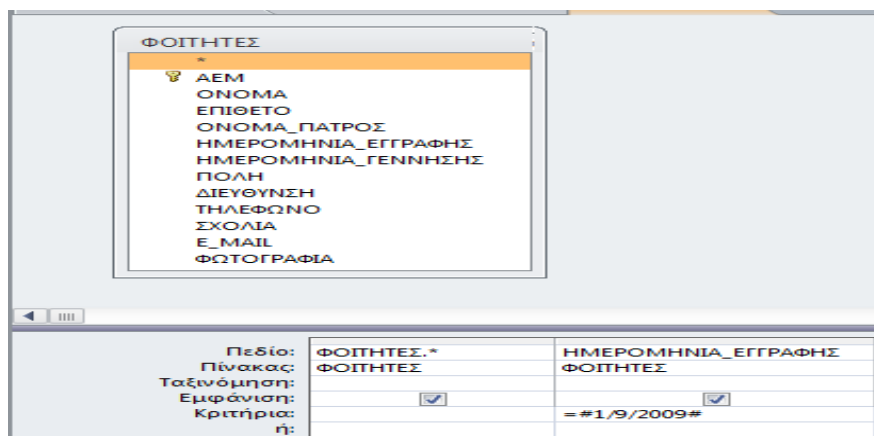 ΦΟΙΤΗΤΕΣ
*
ΑΕΜ
ΟΝΟΜΑ
ΕΠΙΘΕΤΟ
ΟΝΟΜΑ_ΠΑΤΡΟΣ
ΗΜΕΡΟΜΗΝΙΑ_ΕΓΓΡΑΦΗΣ
ΗΜΕΡΟΜΗΝΙΑ_ΓΕΝΝΗΣΗΣ
ΠΟΛΗ
ΔΙΕΥΘΥΝΣΗ
ΤΗΛΕΦΩΝΟ
ΣΧΟΛΙΑ
E_MAIL
ΦΩΤΟΓΡΑΦΙΑ
Πεδίο: ΦΟΙΤΗΤΕΣ.* ΗΜΕΡΟΜΗΝΙΑ_ΕΓΓΡΑΦΗΣ
Πίνακας: ΦΟΙΤΗΤΕΣ ΦΟΙΤΗΤΕΣ
Ταξινόμηση:
Εμφάνιση:
Κριτήρια: =#1/9/2009#
ή: